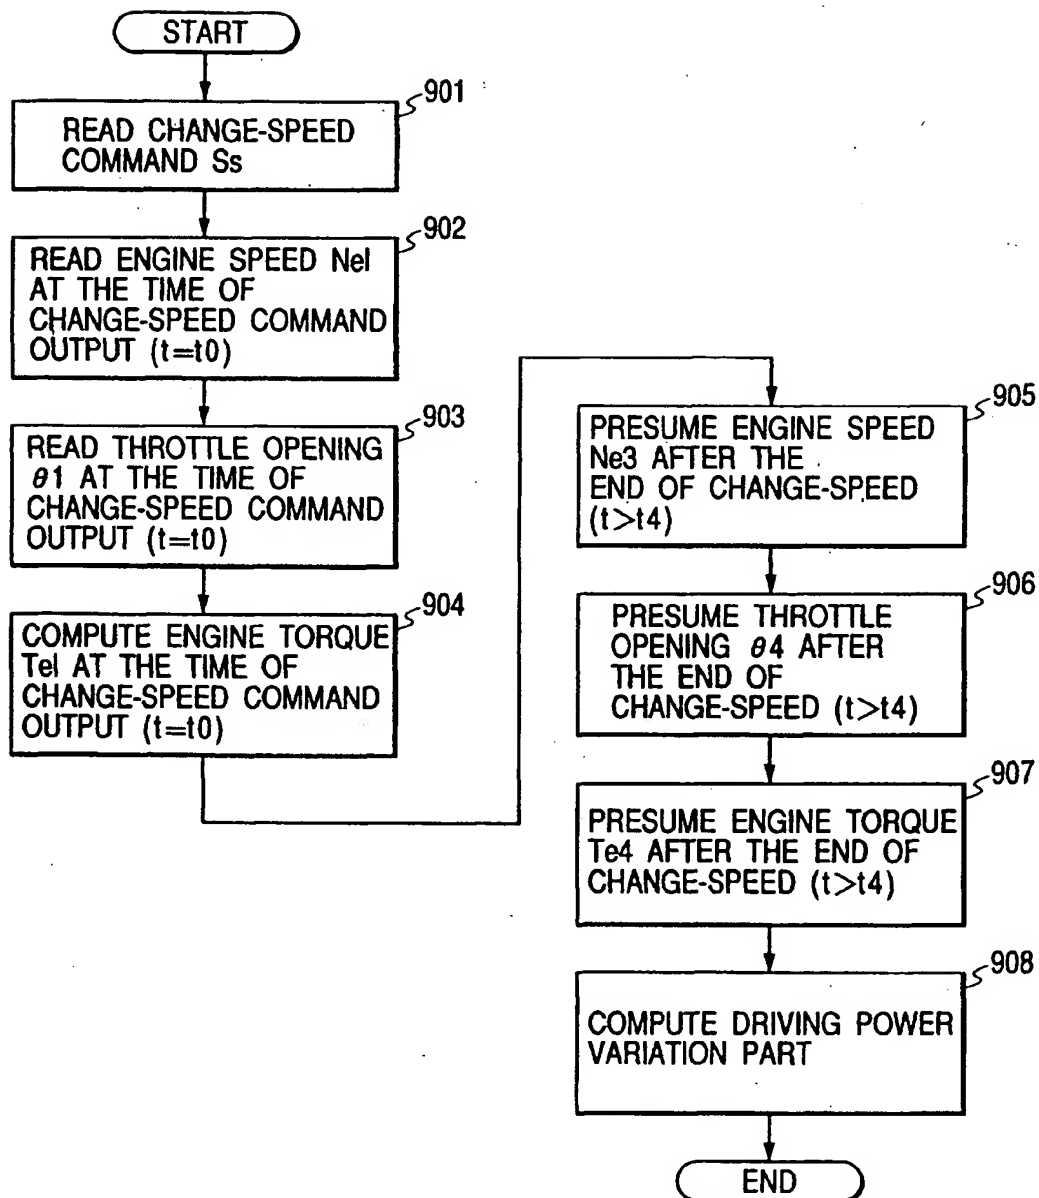 START
901
READ CHANGE-SPEED
COMMAND Ss
902
READ ENGINE SPEED Nel
AT THE TIME OF
CHANGE-SPEED COMMAND
OUTPUT (t=t0)
903
READ THROTTLE OPENING
θ1 AT THE TIME OF
CHANGE-SPEED COMMAND
OUTPUT (t=t0)
904
COMPUTE ENGINE TORQUE
Tel AT THE TIME OF
CHANGE-SPEED COMMAND
OUTPUT (t=t0)
905
PRESUME ENGINE SPEED
Ne3 AFTER THE
END OF CHANGE-SPEED
(t>t4)
906
PRESUME THROTTLE
OPENING θ4 AFTER
THE END OF
CHANGE-SPEED (t>t4)
907
PRESUME ENGINE TORQUE
Te4 AFTER THE END OF
CHANGE-SPEED (t>t4)
908
COMPUTE DRIVING POWER
VARIATION PART
END